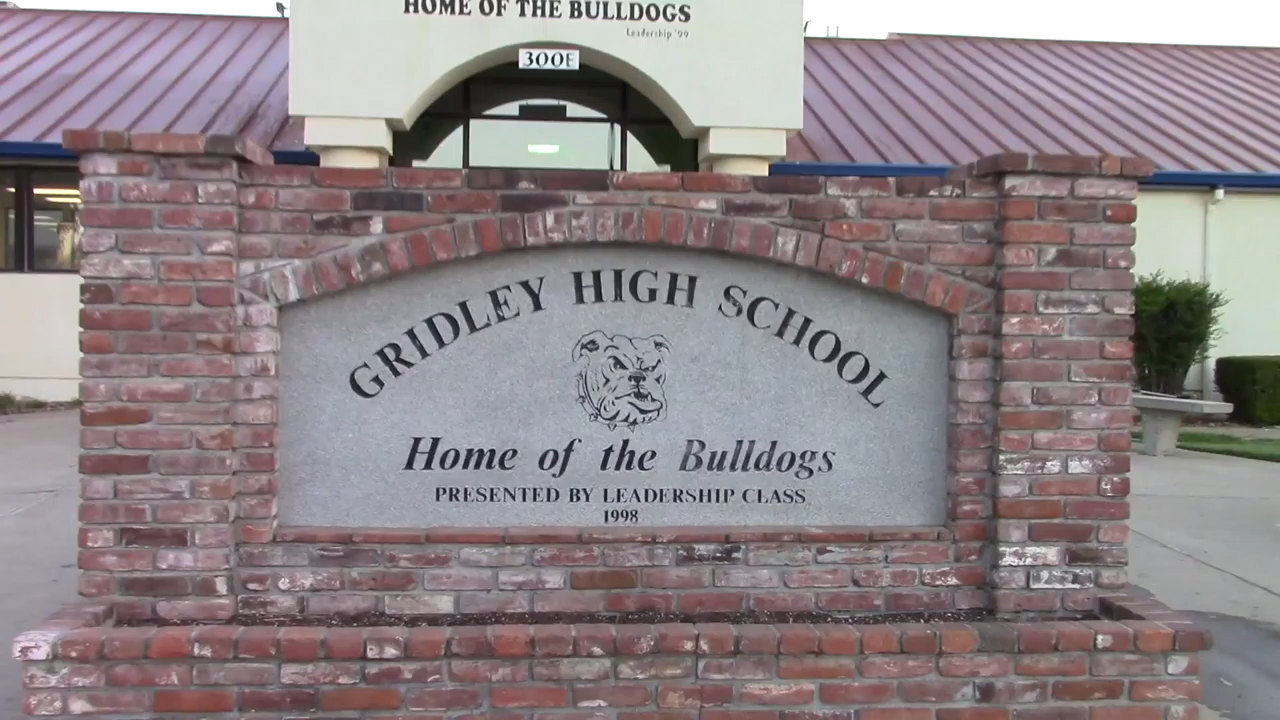 HOME OF THE BULLDOGS
Leadership '99
300E
GRIDLEY HIGH SCHOOL
Home of the Bulldogs
PRESENTED BY LEADERSHIP CLASS
1998